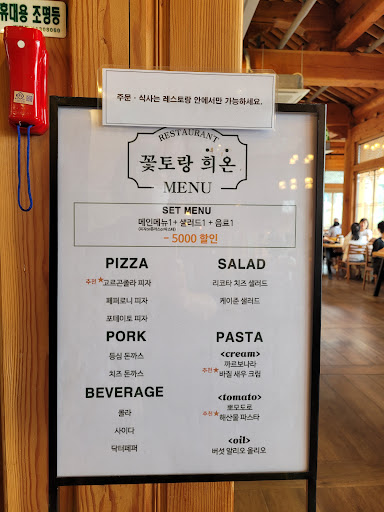 휴대용 조명등
주문 · 식사는 레스토랑 안에서만 가능하세요.
RESTAURANT
꽃토랑 희온
MENU
SET MENU
메인메뉴1 + 샐러드1 + 음료1
- 5000 할인
PIZZA
추천★고르곤졸라 피자
페퍼로니 피자
포테이토 피자
PORK
등심 돈까스
치즈 돈까스
BEVERAGE
콜라
사이다
닥터페퍼
SALAD
리코타 치즈 샐러드
케이준 샐러드
PASTA
<cream>
까르보나라
추천★바질 새우 크림
<tomato>
뽀모도로
추천★해산물 파스타
<oil>
버섯 알리오 올리오